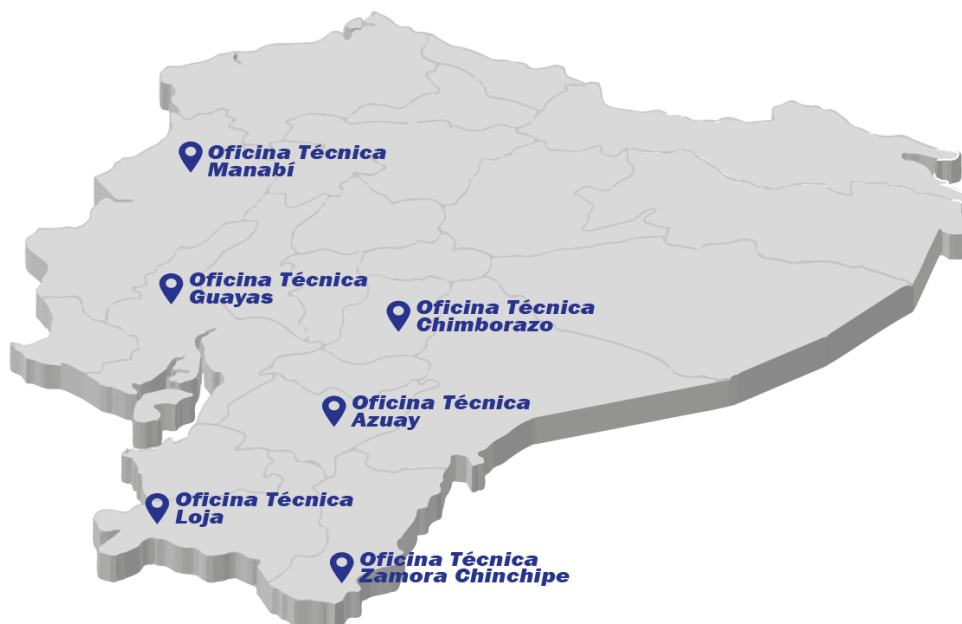 Oficina Técnica
Manabí
Oficina Técnica
Guayas
Oficina Técnica
Chimborazo
Oficina Técnica
Azuay
Oficina Técnica
Loja
Oficina Técnica
Zamora Chinchipe